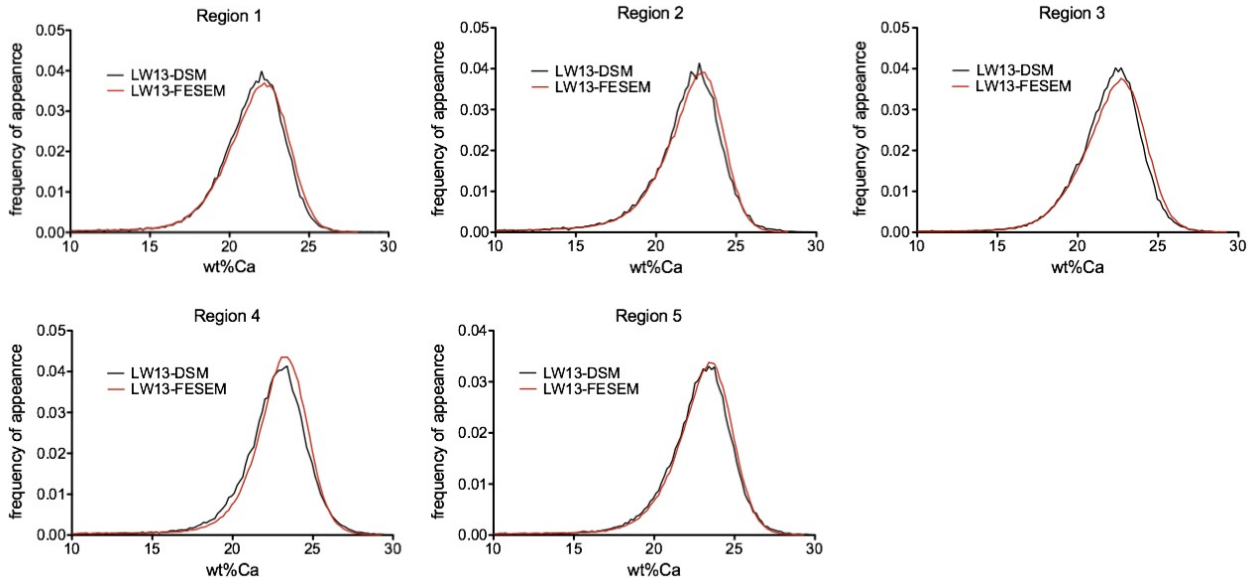 Region 1
0.05
0.04
0.03
0.02
0.01
0.00
frequency of appeanrce
LW13-DSM
LW13-FESEM
10 15 20 25 30
wt%Ca
Region 2
0.05
0.04
0.03
0.02
0.01
0.00
frequency of appeanrce
LW13-DSM
LW13-FESEM
10 15 20 25 30
wt%Ca
Region 3
0.05
0.04
0.03
0.02
0.01
0.00
frequency of appeanrce
LW13-DSM
LW13-FESEM
10 15 20 25 30
wt%Ca
Region 4
0.05
0.04
0.03
0.02
0.01
0.00
frequency of appeanrce
LW13-DSM
LW13-FESEM
10 15 20 25 30
wt%Ca
Region 5
0.04
0.03
0.02
0.01
0.00
frequency of appeanrce
LW13-DSM
LW13-FESEM
10 15 20 25 30
wt%Ca